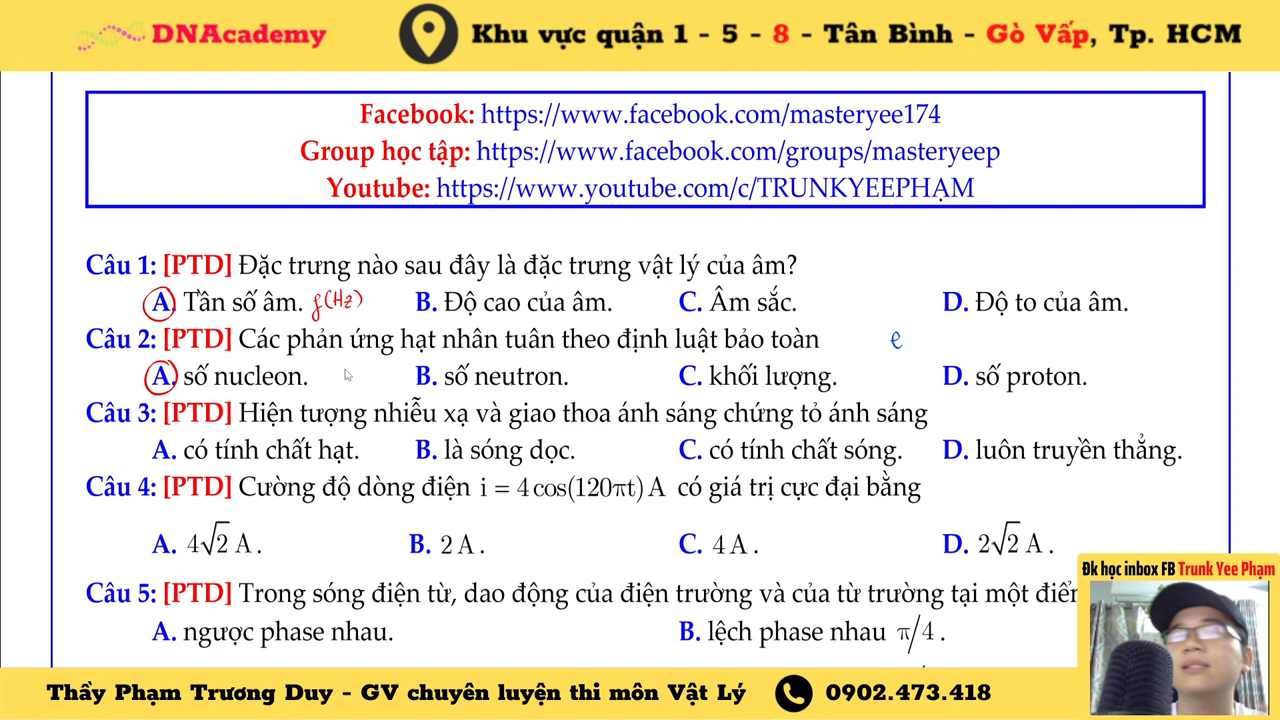 DNAcademy
Khu vực quận 1 - 5 - 8 - Tân Bình - Gò Vấp, Tp. HCM
Facebook: https://www.facebook.com/masteryee174
Group học tập: https://www.facebook.com/groups/masteryeep
Youtube: https://www.youtube.com/c/TRUNKYEEPHẠM
Câu 1: [PTD] Đặc trưng nào sau đây là đặc trưng vật lý của âm?
A. Tần số âm. f(Hz) B. Độ cao của âm. C. Âm sắc. D. Độ to của âm.
Câu 2: [PTD] Các phản ứng hạt nhân tuân theo định luật bảo toàn e
A. số nucleon. B. số neutron. C. khối lượng. D. số proton.
Câu 3: [PTD] Hiện tượng nhiễu xạ và giao thoa ánh sáng chứng tỏ ánh sáng
A. có tính chất hạt. B. là sóng dọc. C. có tính chất sóng. D. luôn truyền thẳng.
Câu 4: [PTD] Cường độ dòng điện i = 4cos(120πt) A có giá trị cực đại bằng
A. 4√2 A. B. 2 A. C. 4 A. D. 2√2 A.
Câu 5: [PTD] Trong sóng điện từ, dao động của điện trường và của từ trường tại một điểm
A. ngược phase nhau. B. lệch phase nhau π/4.
Đk học inbox FB Trunk Yee Phạm
Thầy Phạm Trương Duy - GV chuyên luyện thi môn Vật Lý 0902.473.418